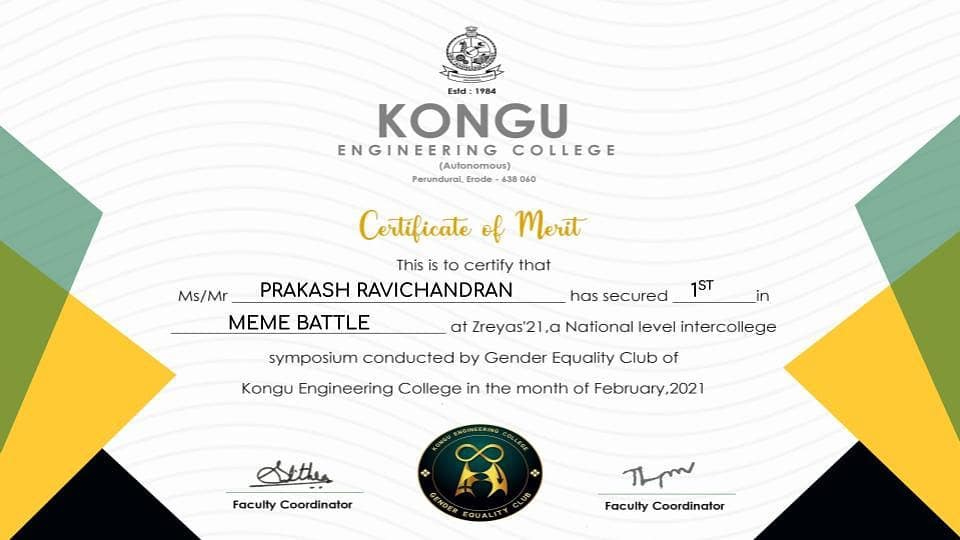 Estd : 1984
KONGU
ENGINEERING COLLEGE
(Autonomous)
Perundurai, Erode - 638 060
Certificate of Merit
This is to certify that
Ms/Mr PRAKASH RAVICHANDRAN has secured 1ST in
MEME BATTLE at Zreyas'21,a National level intercollege
symposium conducted by Gender Equality Club of
Kongu Engineering College in the month of February,2021
KONGU ENGINEERING COLLEGE
GENDER EQUALITY CLUB
Faculty Coordinator
Faculty Coordinator